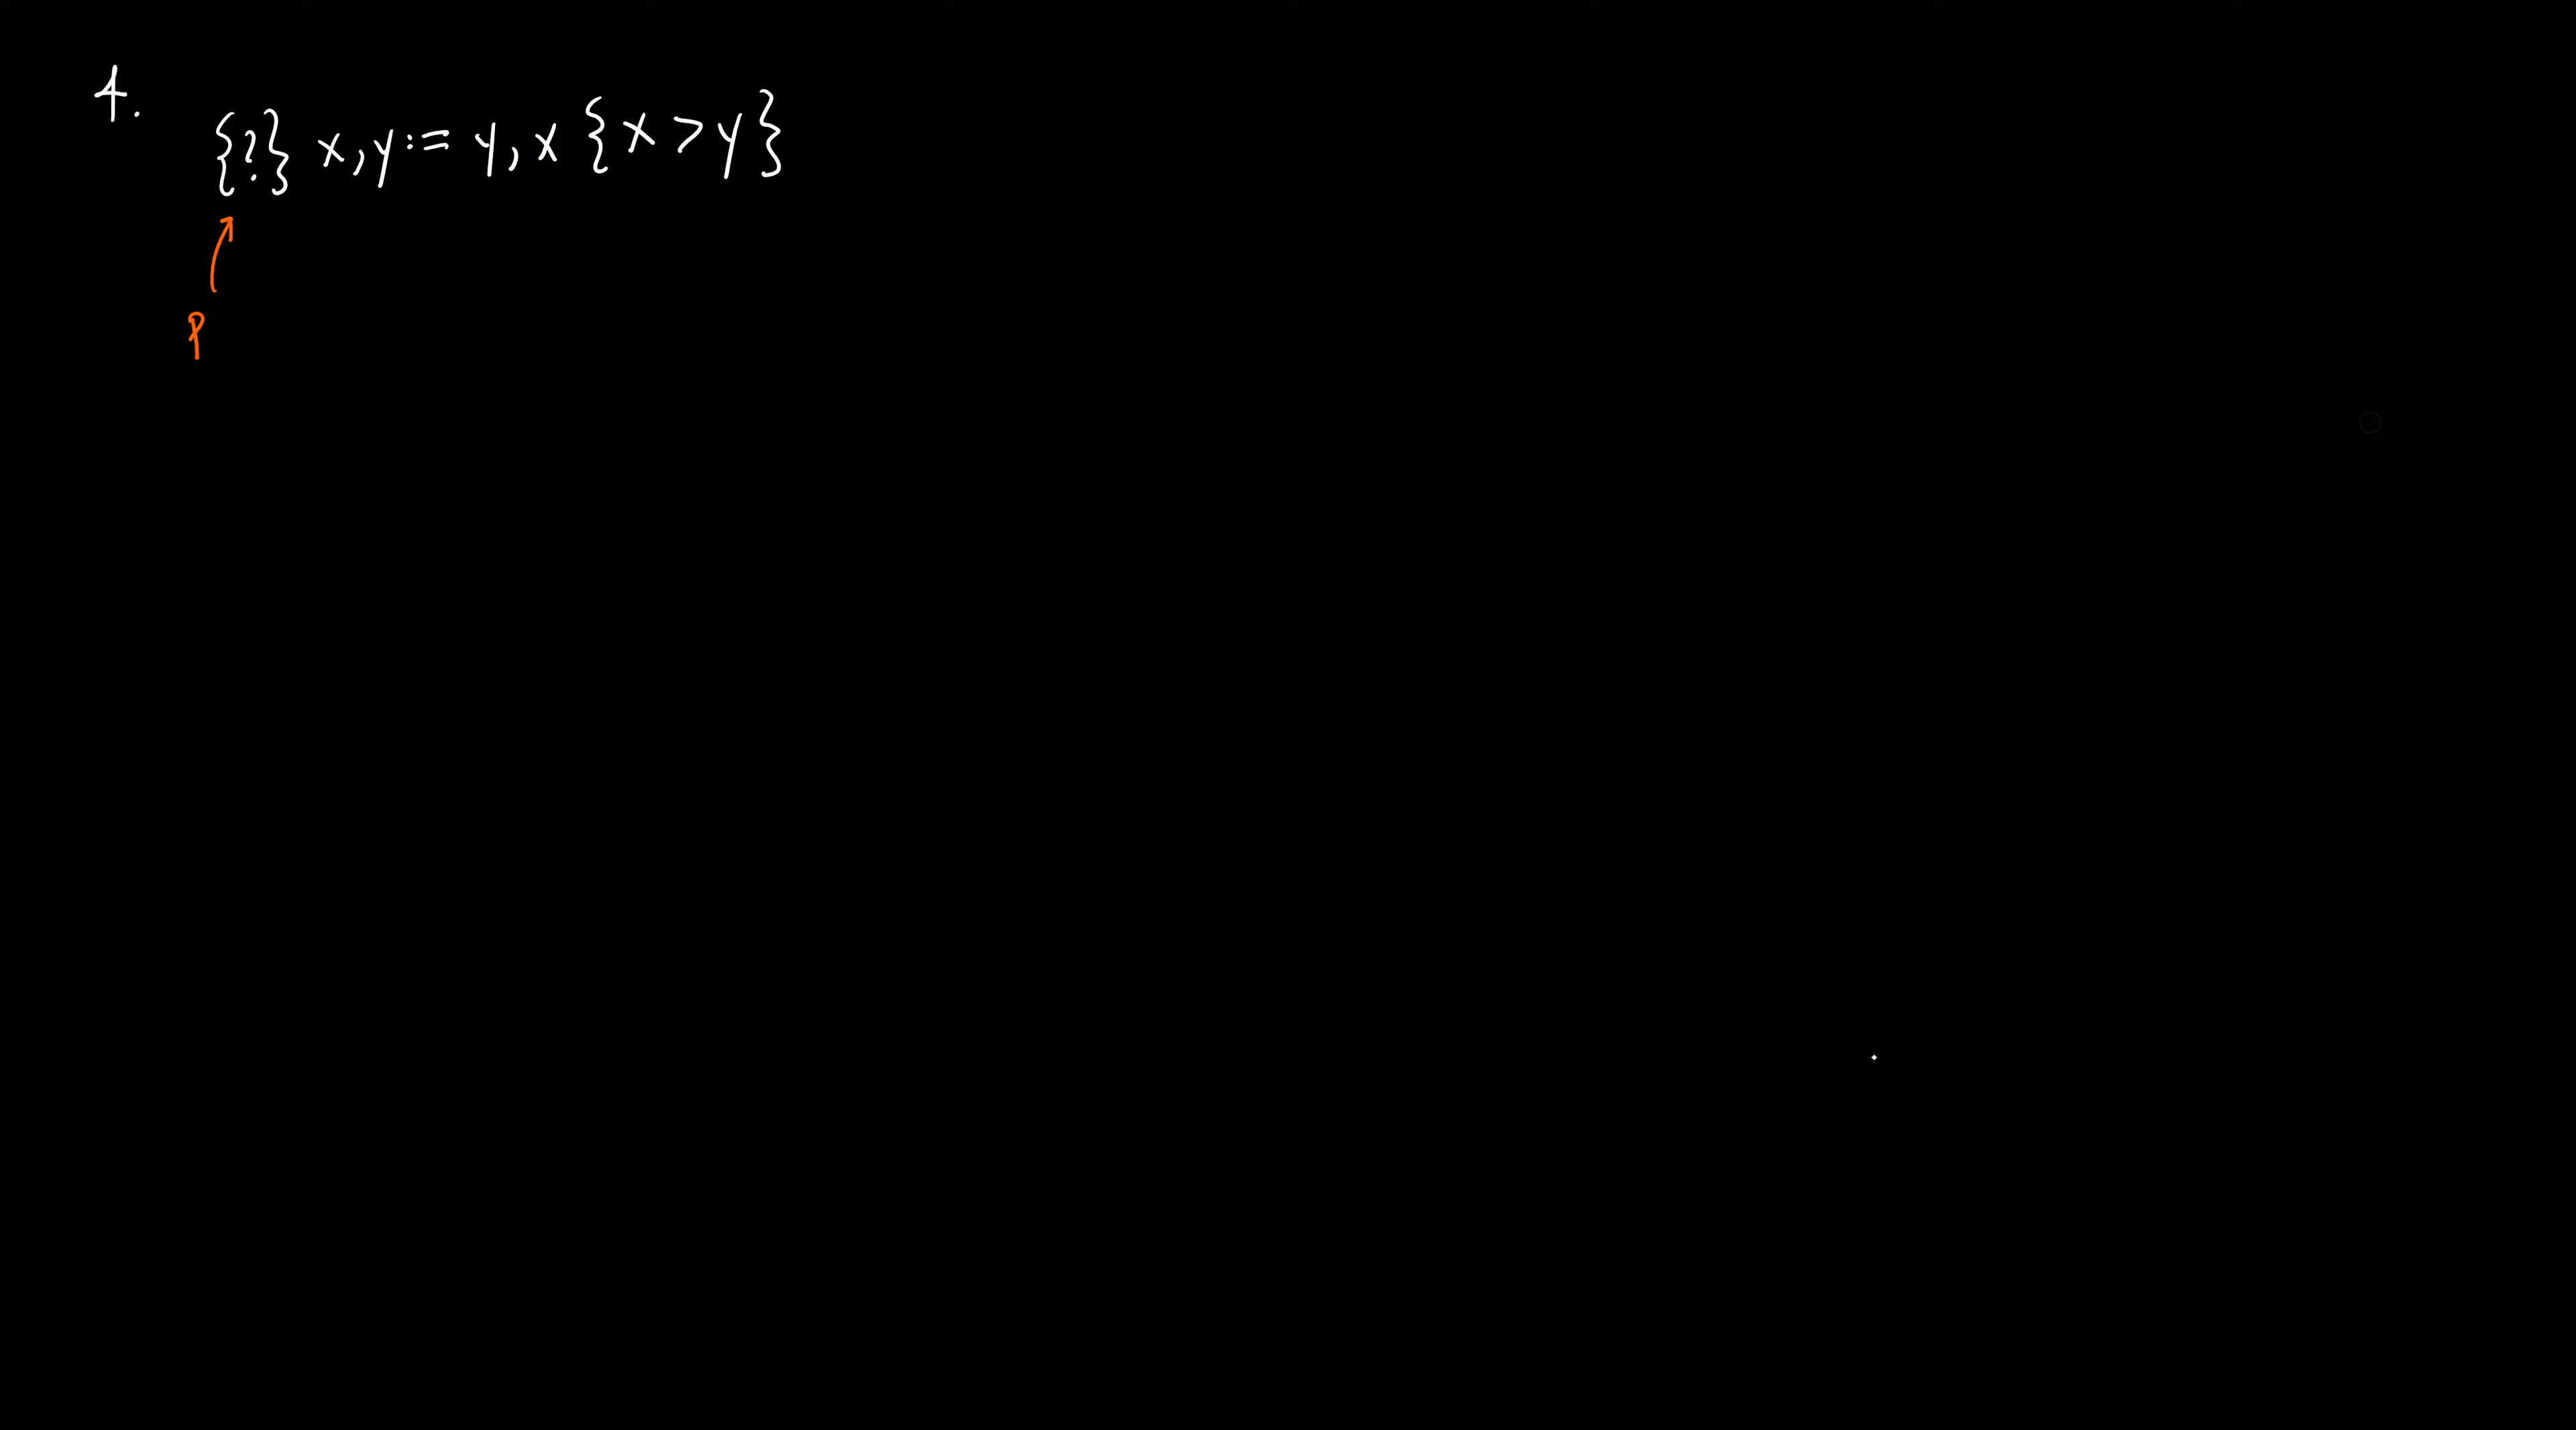 4.
{?} x,y := y,x {x > y}
P